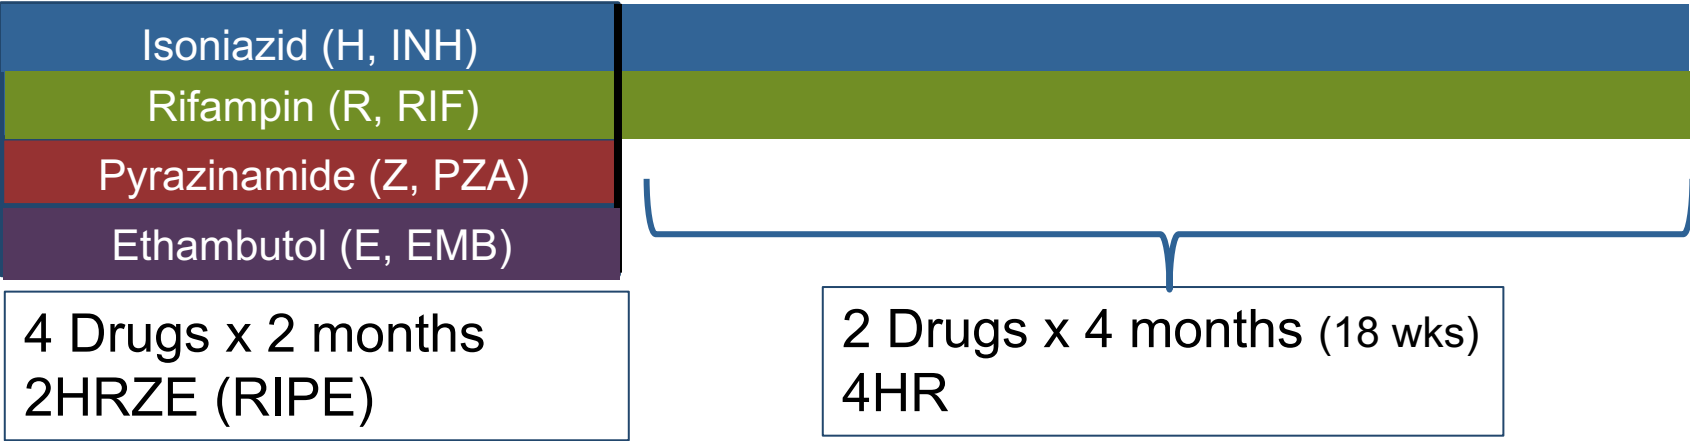 Isoniazid (H, INH)
Rifampin (R, RIF)
Pyrazinamide (Z, PZA)
Ethambutol (E, EMB)
4 Drugs x 2 months
2HRZE (RIPE)
2 Drugs x 4 months (18 wks)
4HR